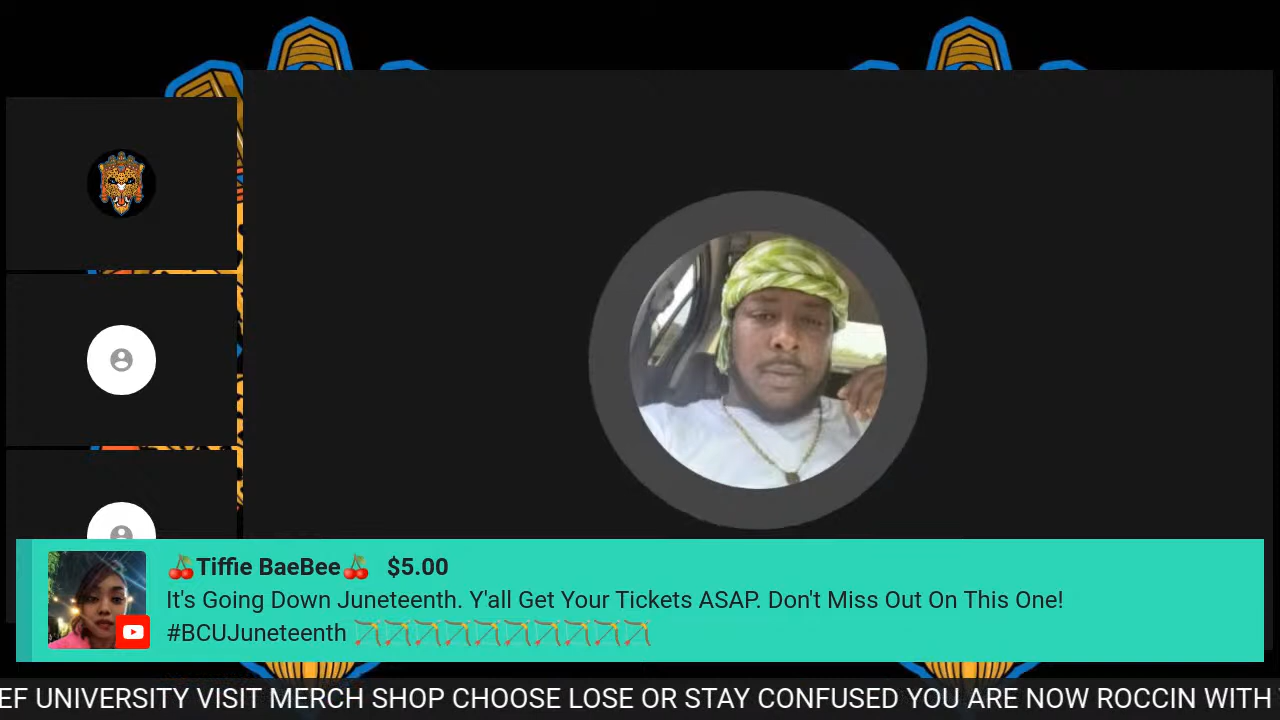 🍒Tiffie BaeBee🍒 $5.00
It's Going Down Juneteenth. Y'all Get Your Tickets ASAP. Don't Miss Out On This One!
#BCUJuneteenth 🏹🏹🏹🏹🏹🏹🏹🏹🏹🏹
EF UNIVERSITY VISIT MERCH SHOP CHOOSE LOSE OR STAY CONFUSED YOU ARE NOW ROCCIN WITH